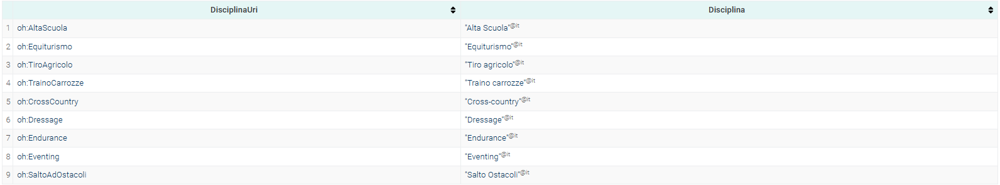 DisciplinaUri Disciplina
1 oh:AltaScuola "Alta Scuola"@it
2 oh:Equiturismo "Equiturismo"@it
3 oh:TiroAgricolo "Tiro agricolo"@it
4 oh:TrainoCarrozze "Traino carrozze"@it
5 oh:CrossCountry "Cross-country"@it
6 oh:Dressage "Dressage"@it
7 oh:Endurance "Endurance"@it
8 oh:Eventing "Eventing"@it
9 oh:SaltoAdOstacoli "Salto Ostacoli"@it